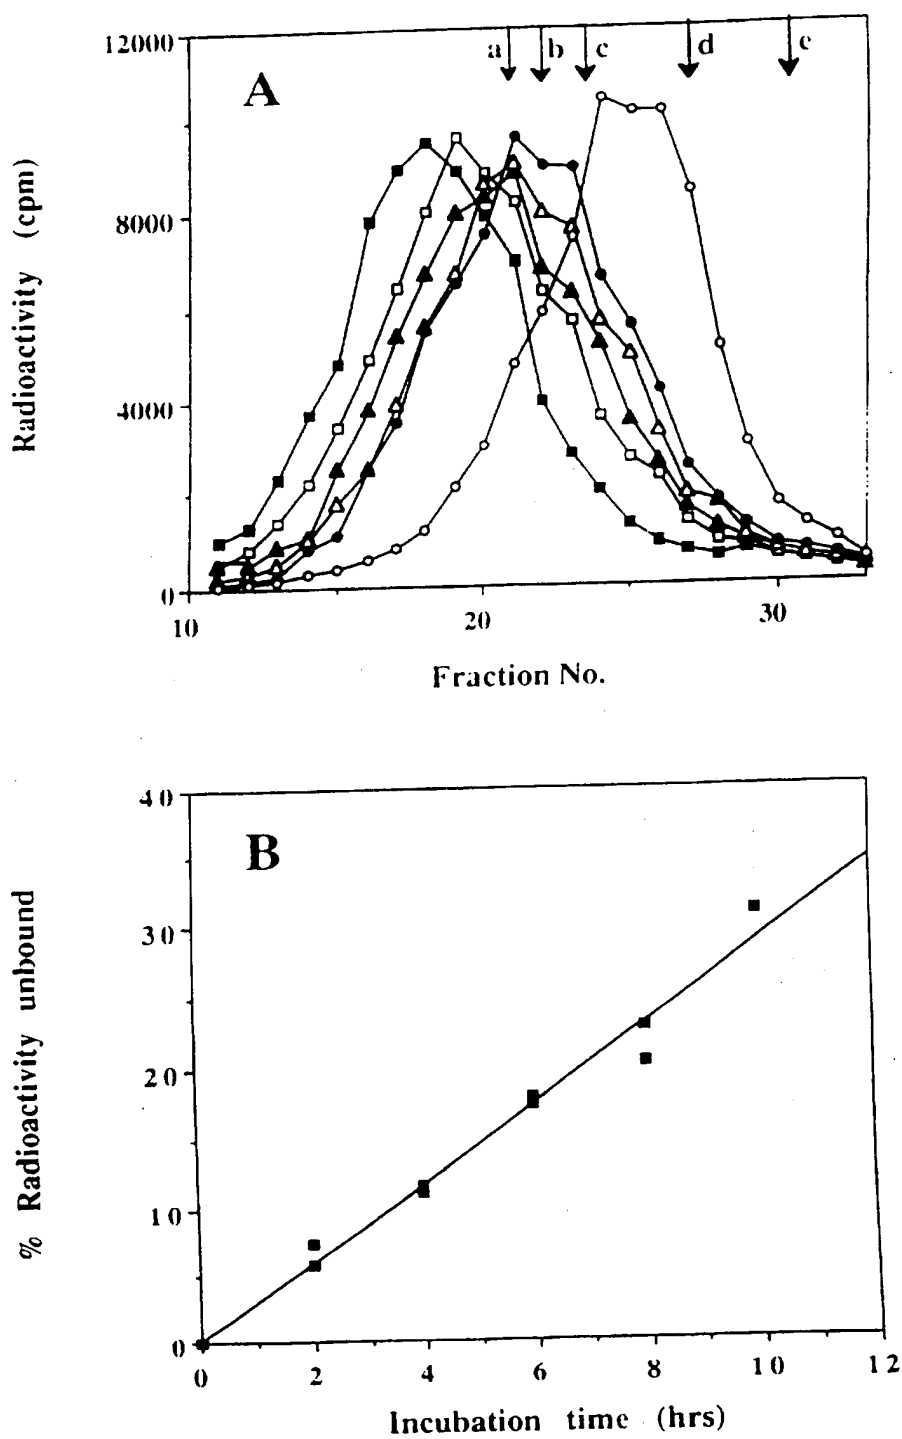 12000
a b c d e
A
8000
4000
0
10 20 30
Radioactivity (cpm)
Fraction No.
40
B
30
20
10
0
0 2 4 6 8 10 12
% Radioactivity unbound
Incubation time (hrs)